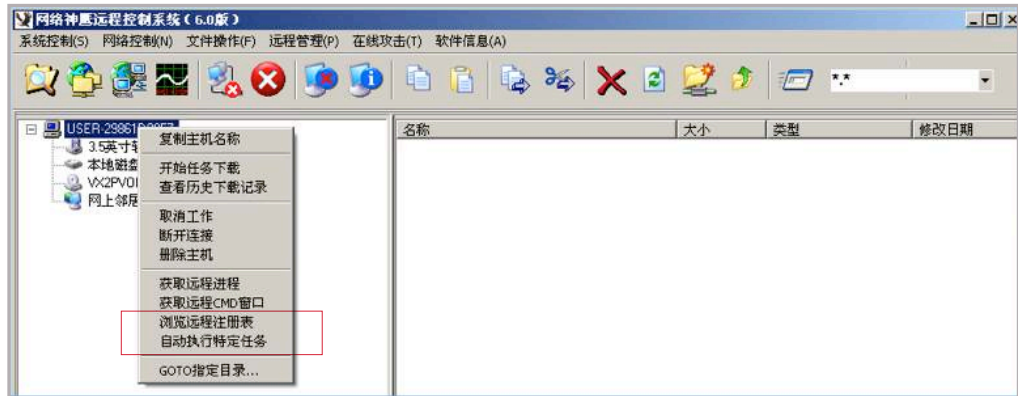 网络神鹰远程控制系统(6.0版)
系统控制(S) 网络控制(N) 文件操作(F) 远程管理(P) 在线攻击(T) 软件信息(A)
*.*
USER-29861
3.5英寸
本地磁盘
VX2PVOI
网上邻居
复制主机名称
开始任务下载
查看历史下载记录
取消工作
断开连接
册除主机
获取远程进程
获取远程CMD窗口
浏览远程注册表
自动执行特定任务
GOTO指定目录...
名称 大小 类型 修改日期